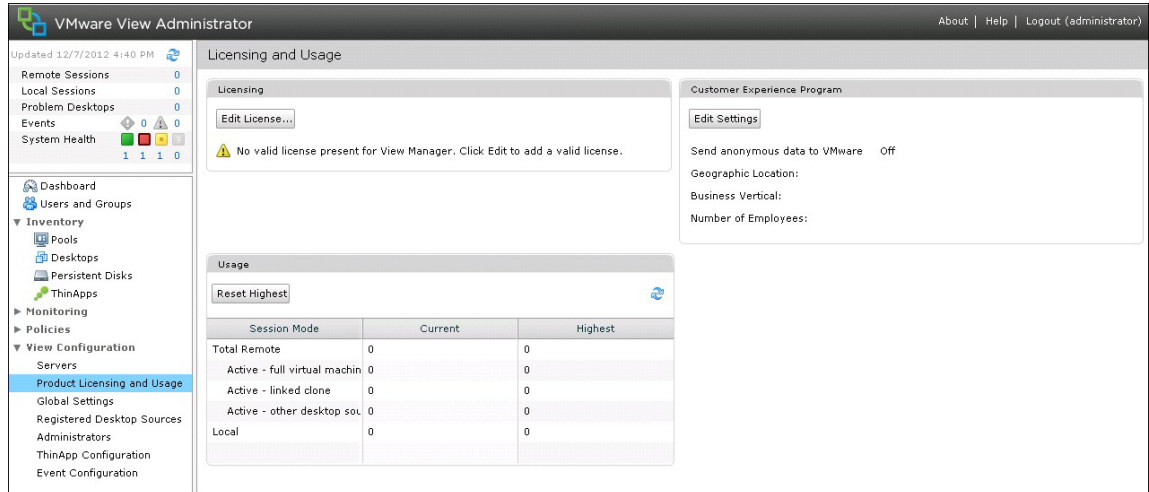 VMware View Administrator
About | Help | Logout (administrator)
Updated 12/7/2012 4:40 PM
Remote Sessions 0
Local Sessions 0
Problem Desktops 0
Events 0 0
System Health
1 1 1 0
Dashboard
Users and Groups
Inventory
Pools
Desktops
Persistent Disks
ThinApps
Monitoring
Policies
View Configuration
Servers
Product Licensing and Usage
Global Settings
Registered Desktop Sources
Administrators
ThinApp Configuration
Event Configuration
Licensing and Usage
Licensing
Edit License...
No valid license present for View Manager. Click Edit to add a valid license.
Customer Experience Program
Edit Settings
Send anonymous data to VMware Off
Geographic Location:
Business Vertical:
Number of Employees:
Usage
Reset Highest
Session Mode Current Highest
Total Remote 0 0
Active - full virtual machin 0 0
Active - linked clone 0 0
Active - other desktop sou 0 0
Local 0 0